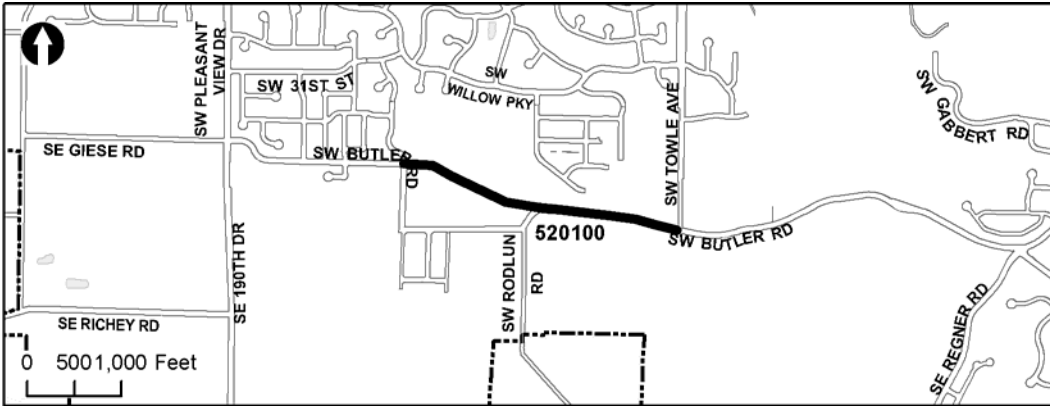 SW PLEASANT
VIEW DR
SW 31ST ST
SW
WILLOW PKY
SW TOWLE AVE
SW GABBERT RD
SE GIESE RD
SW BUTLER RD
520100
SW BUTLER RD
SE 190TH DR
SW RODLUN
RD
SE RICHEY RD
SE REGNER RD
0 5001,000 Feet